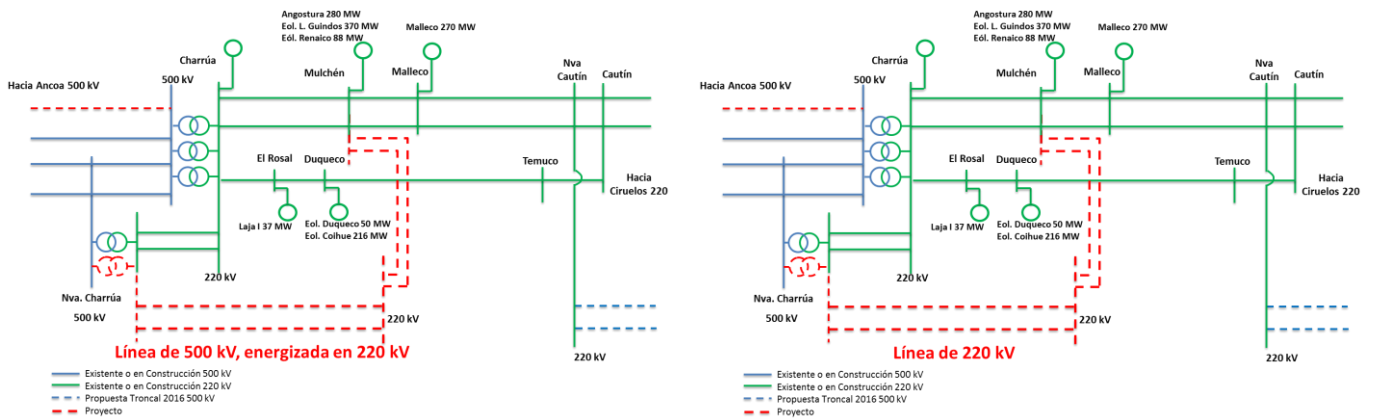 Angostura 280 MW
Eol. L. Guindos 370 MW
Eól. Renaico 88 MW
Malleco 270 MW
Charrúa
Nva
Cautín
Cautín
500 kV
Mulchén
Malleco
Hacia Ancoa 500 kV
El Rosal
Duqueco
Temuco
Hacia
Ciruelos 220
Laja I 37 MW
Eol. Duqueco 50 MW
Eol. Coihue 216 MW
220 kV
Nva. Charrúa
500 kV
220 kV
220 kV
Línea de 500 kV, energizada en 220 kV
Existente o en Construcción 500 kV
Existente o en Construcción 220 kV
Propuesta Troncal 2016 500 kV
Proyecto
Angostura 280 MW
Eol. L. Guindos 370 MW
Eól. Renaico 88 MW
Malleco 270 MW
Charrúa
Nva
Cautín
Cautín
500 kV
Mulchén
Malleco
Hacia Ancoa 500 kV
El Rosal
Duqueco
Temuco
Hacia
Ciruelos 220
Laja I 37 MW
Eol. Duqueco 50 MW
Eol. Coihue 216 MW
220 kV
Nva. Charrúa
500 kV
220 kV
220 kV
Línea de 220 kV
Existente o en Construcción 500 kV
Existente o en Construcción 220 kV
Propuesta Troncal 2016 500 kV
Proyecto